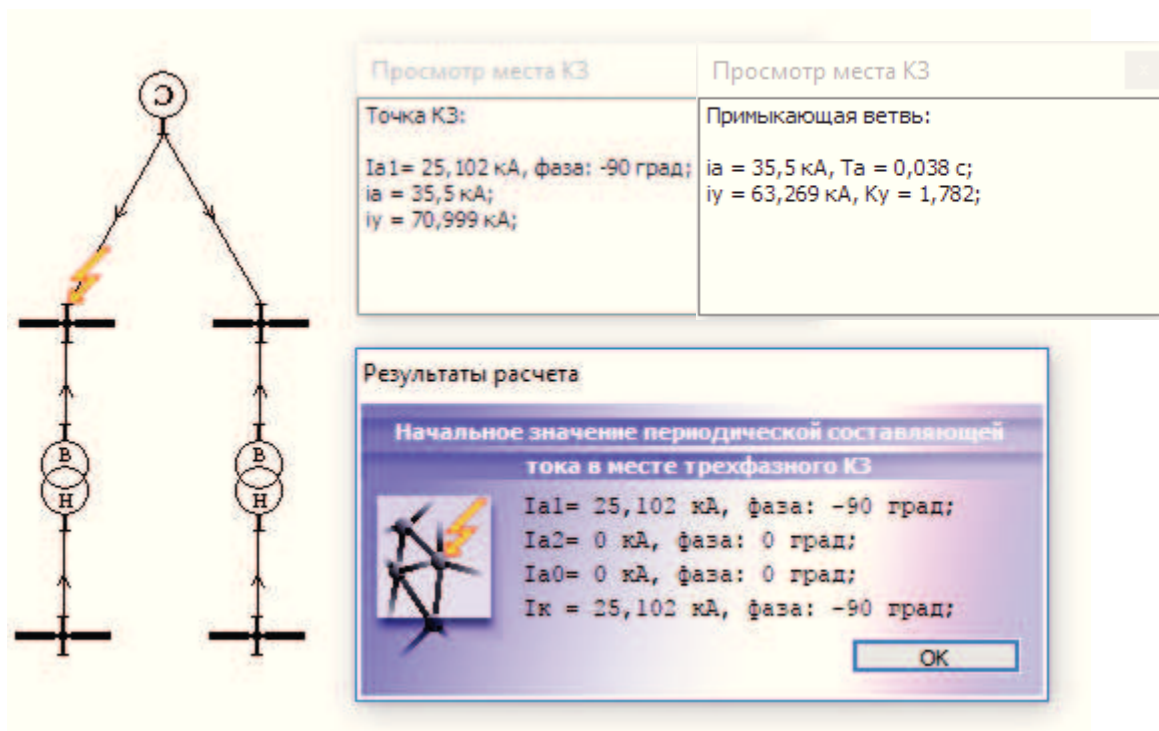 Э
Просмотр места КЗ
Точка КЗ:
Ia1= 25,102 кА, фаза: -90 град;
ia = 35,5 кА;
iy = 70,999 кА;
Просмотр места КЗ
Примыкающая ветвь:
ia = 35,5 кА, Ta = 0,038 с;
iy = 63,269 кА, Ky = 1,782;
В
Н
В
Н
Результаты расчета
Начальное значение периодической составляющей
тока в месте трехфазного КЗ
Ia1= 25,102 кА, фаза: -90 град;
Ia2= 0 кА, фаза: 0 град;
Ia0= 0 кА, фаза: 0 град;
Iк = 25,102 кА, фаза: -90 град;
OK